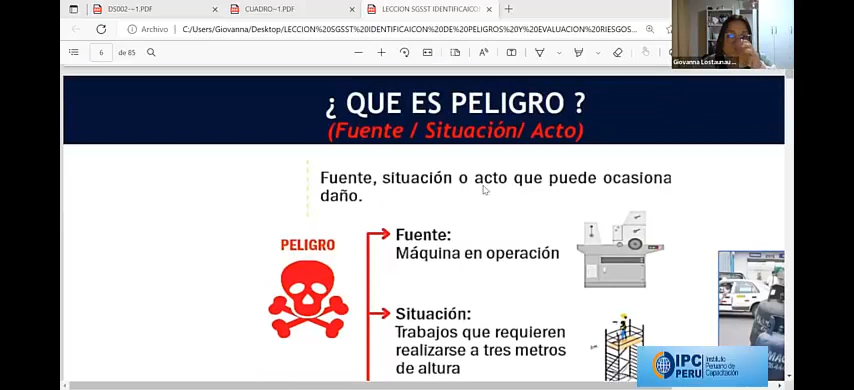 DS002-~1.PDF
CUADRO~1.PDF
LECCION SGSST IDENTIFICAICON
Archivo
C:/Users/Giovanna/Desktop/LECCION%20SGSST%20IDENTIFICAICON%20DE%20PELIGROS%20Y%20EVALUACION%20RIESGOS...
6 de 85
Giovanna Lostaunau ...
¿ QUE ES PELIGRO ?
(Fuente / Situación/ Acto)
Fuente, situación o acto que puede ocasiona
daño.
PELIGRO
Fuente:
Máquina en operación
Situación:
Trabajos que requieren
realizarse a tres metros
de altura
IPC
PERU
Instituto
Peruano de
Capacitación